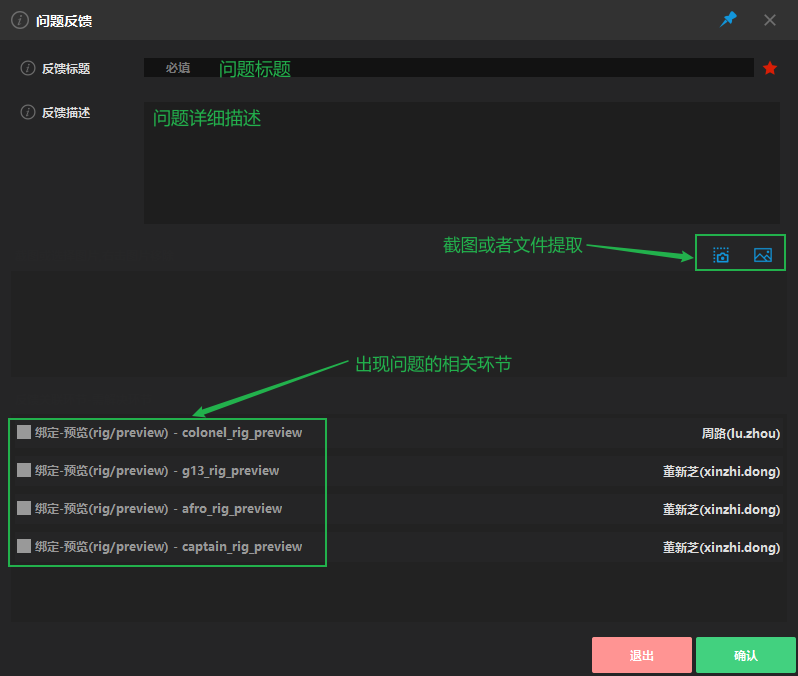 问题反馈
反馈标题
必填
问题标题
反馈描述
问题详细描述
截图或者文件提取
出现问题的相关环节
绑定-预览(rig/preview) - colonel_rig_preview 周路(lu.zhou)
绑定-预览(rig/preview) - g13_rig_preview 董新芝(xinzhi.dong)
绑定-预览(rig/preview) - afro_rig_preview 董新芝(xinzhi.dong)
绑定-预览(rig/preview) - captain_rig_preview 董新芝(xinzhi.dong)
退出 确认